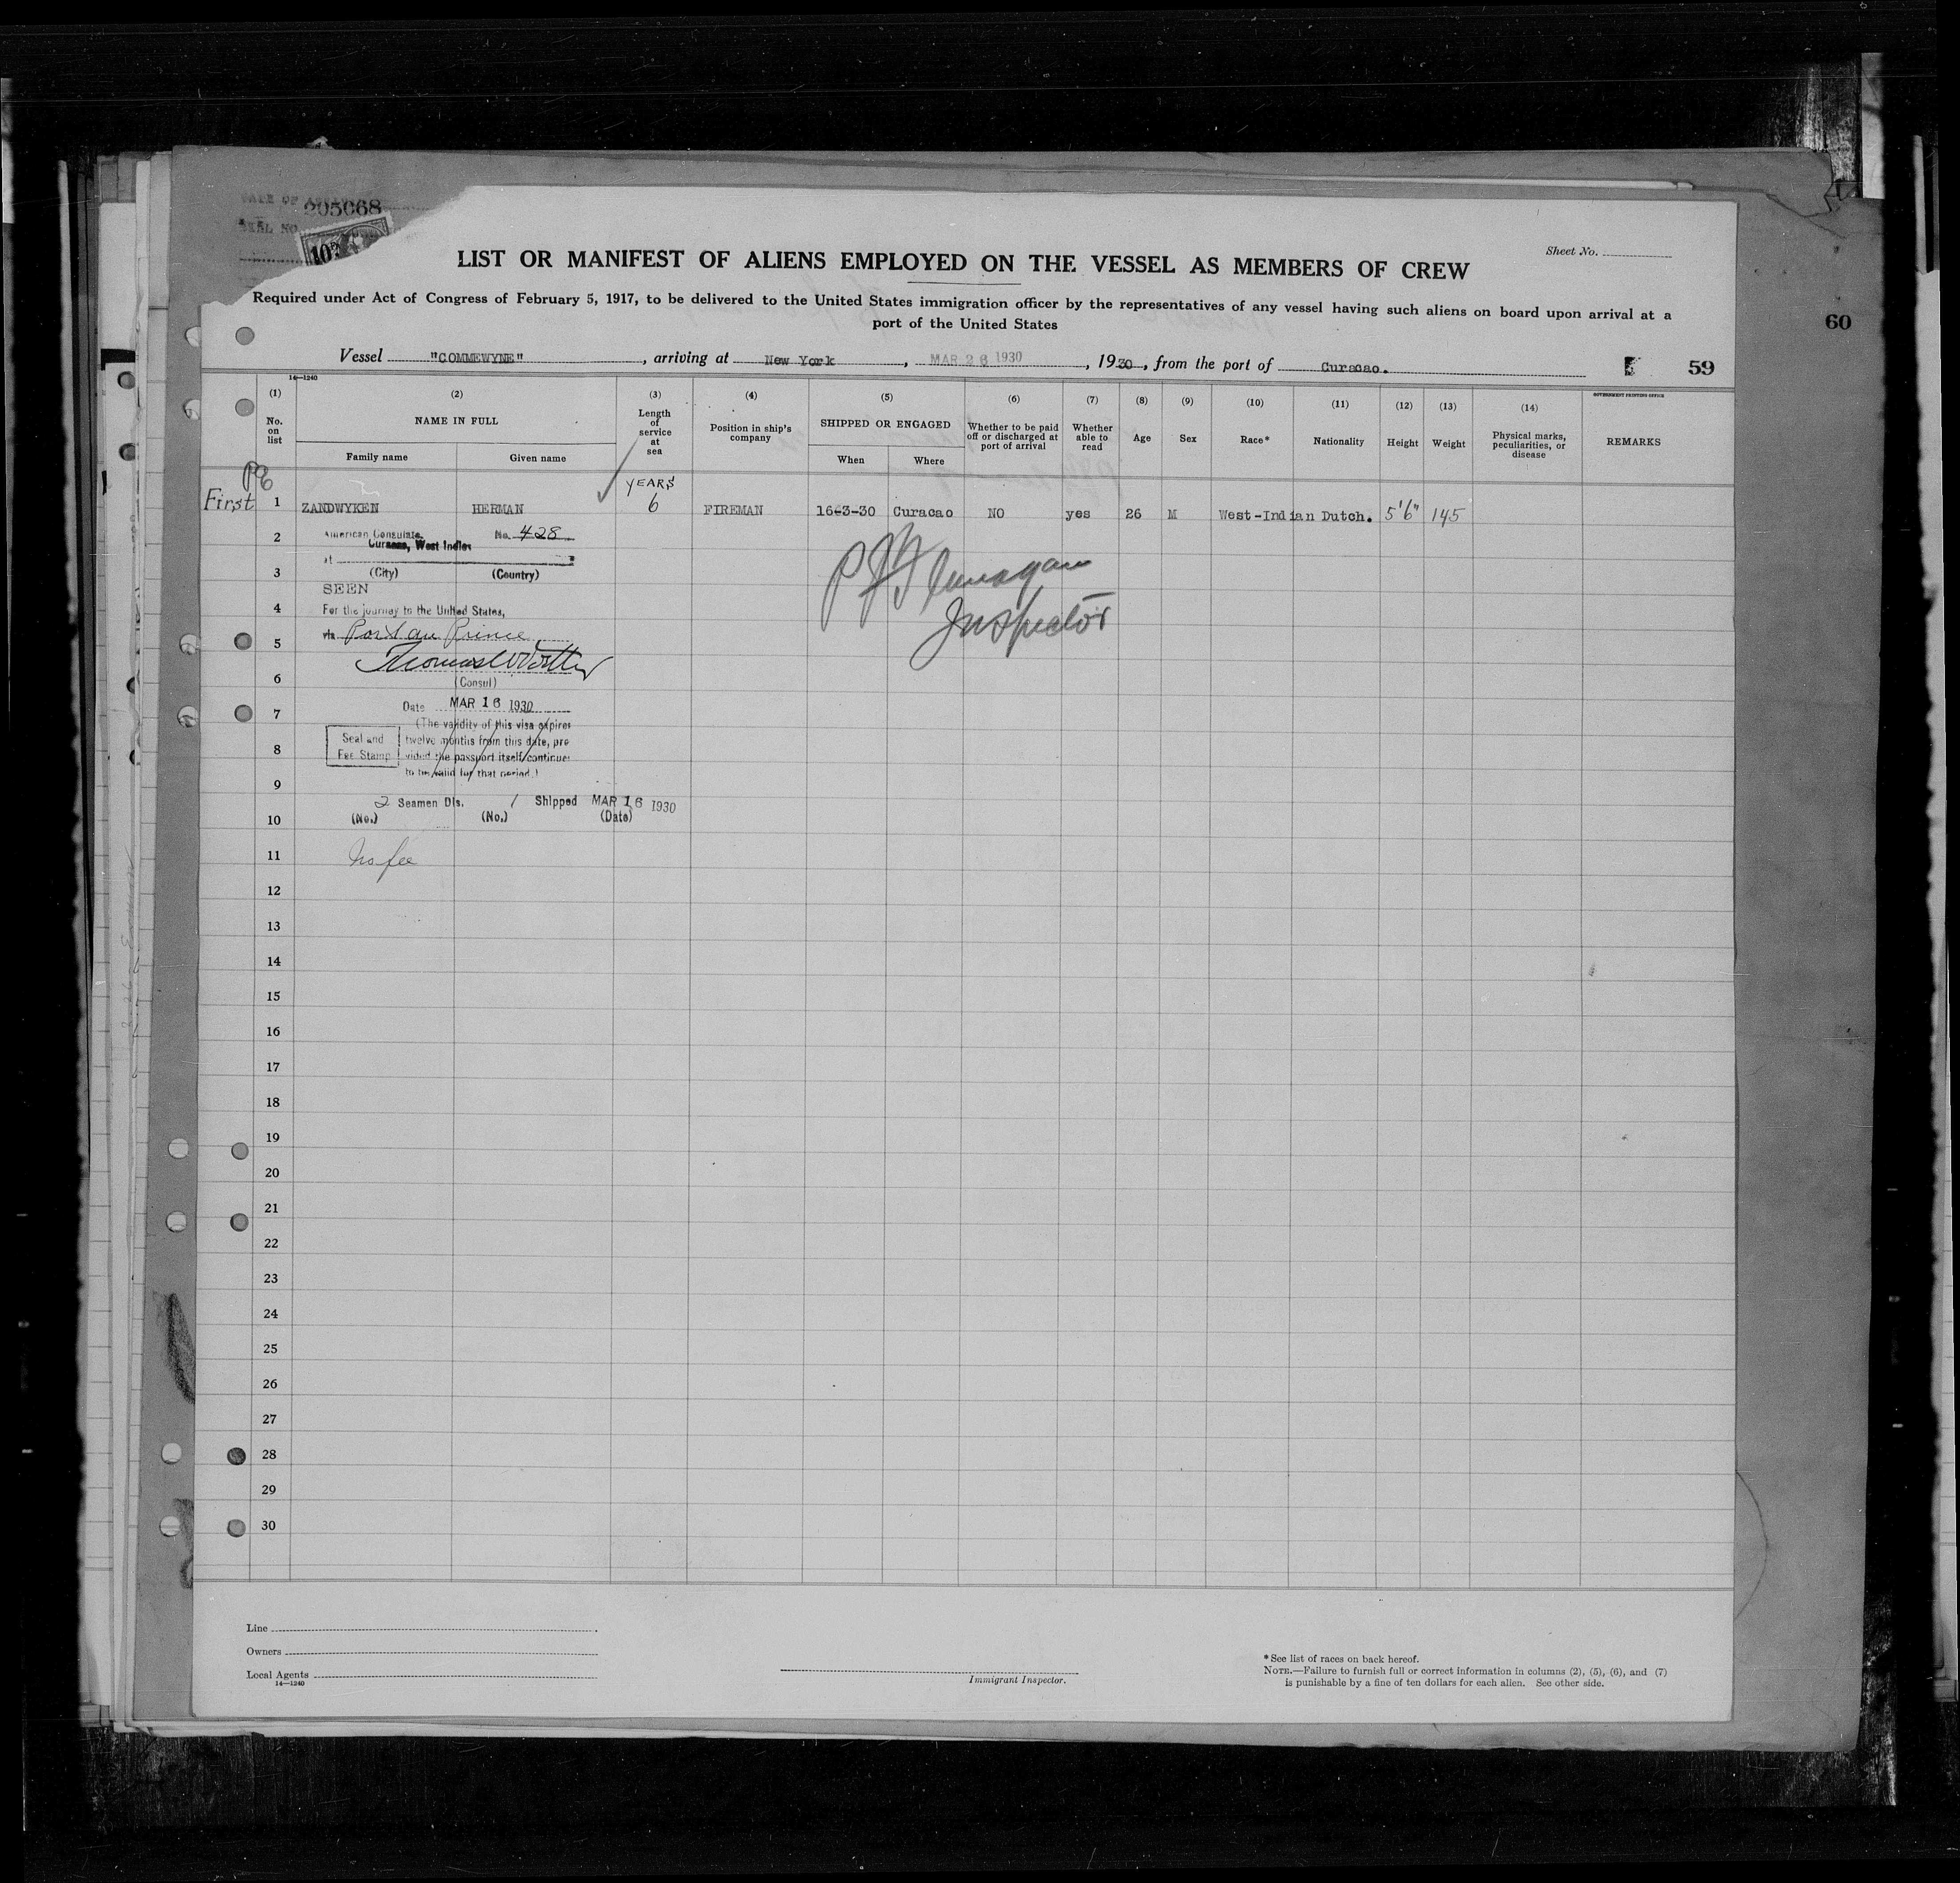 205068
10
LIST OR MANIFEST OF ALIENS EMPLOYED ON THE VESSEL AS MEMBERS OF CREW
Sheet No.
Required under Act of Congress of February 5, 1917, to be delivered to the United States immigration officer by the representatives of any vessel having such aliens on board upon arrival at a
port of the United States
60
Vessel "COMMEWYNE", arriving at New York, MAR 26 1930, 1930, from the port of Curacao.
59
14—1240
GOVERNMENT PRINTING OFFICE
(1) (2) (3) (4) (5) (6) (7) (8) (9) (10) (11) (12) (13) (14)
No. on list NAME IN FULL Family name Given name Length of service at sea Position in ship's company SHIPPED OR ENGAGED When Where Whether to be paid off or discharged at port of arrival Whether able to read Age Sex Race* Nationality Height Weight Physical marks, peculiarities, or disease REMARKS
YEARS
First 1 ZANDWYKEN HERMAN 6 FIREMAN 16-3-30 Curacao NO yes 26 M West-Indian Dutch. 5'6" 145
2 American Consulate, No. 428
Curacao, West Indies
at
3 (City) (Country)
SEEN
4 For the journey to the United States,
5 via Port au Prince
P J Flannagan
Inspector
6 (Consul)
7 Date MAR 16 1930
(The validity of this visa expires
8 Seal and Fee Stamp twelve months from this date, pro
vided the passport itself continues
to be valid for that period.)
9
2 Seamen Dis. 1 Shipped MAR 16 1930
10 (No.) (No.) (Date)
11 No fee
12
13
14
15
16
17
18
19
20
21
22
23
24
25
26
27
28
29
30
Line
Owners
Local Agents
14—1240
Immigrant Inspector.
*See list of races on back hereof.
NOTE.—Failure to furnish full or correct information in columns (2), (5), (6), and (7)
is punishable by a fine of ten dollars for each alien. See other side.